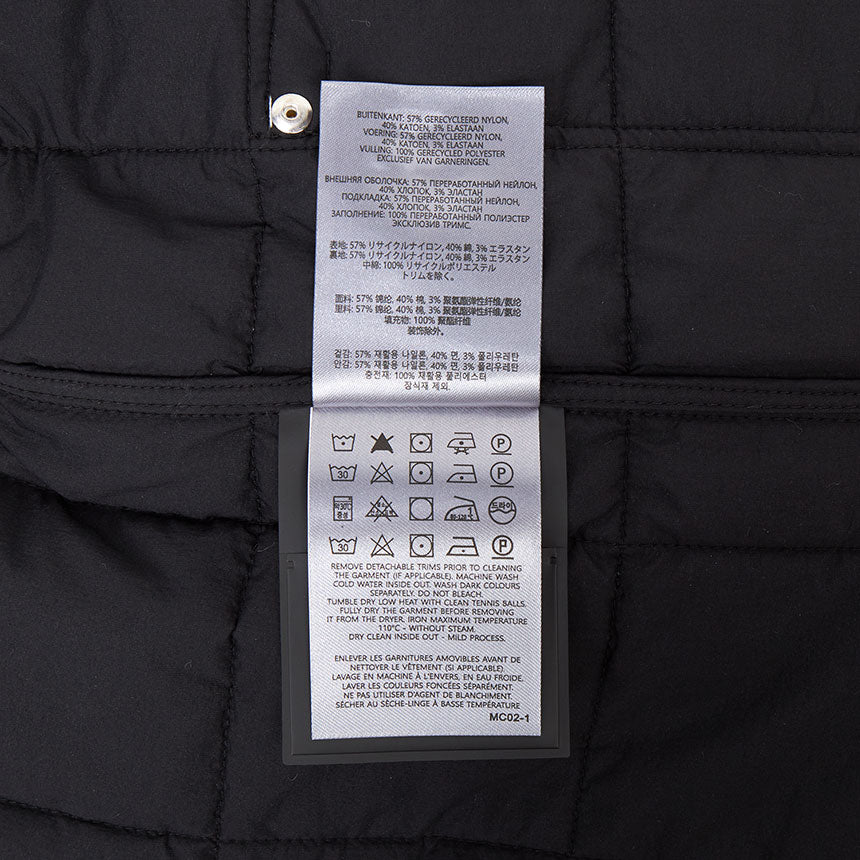 BUITENKANT: 57% GERECYCLEERD NYLON,
40% KATOEN, 3% ELASTAAN
VOERING: 57% GERECYCLEERD NYLON,
40% KATOEN, 3% ELASTAAN
VULLING: 100% GERECYCLED POLYESTER
EXCLUSIEF VAN GARNERINGEN.
ВНЕШНЯЯ ОБОЛОЧКА: 57% ПЕРЕРАБОТАННЫЙ НЕЙЛОН,
40% ХЛОПОК, 3% ЭЛАСТАН
ПОДКЛАДКА: 57% ПЕРЕРАБОТАННЫЙ НЕЙЛОН,
40% ХЛОПОК, 3% ЭЛАСТАН
ЗАПОЛНЕНИЕ: 100% ПЕРЕРАБОТАННЫЙ ПОЛИЭСТЕР
ЭКСКЛЮЗИВ ТРИМС.
表地: 57% リサイクルナイロン, 40% 綿, 3% エラスタン
裏地: 57% リサイクルナイロン, 40% 綿, 3% エラスタン
中綿: 100% リサイクルポリエステル
トリムを除く。
面料: 57% 锦纶, 40% 棉, 3% 聚氨酯弹性纤维/氨纶
里料: 57% 锦纶, 40% 棉, 3% 聚氨酯弹性纤维/氨纶
填充物: 100% 聚酯纤维
装饰除外。
겉감: 57% 재활용 나일론, 40% 면, 3% 폴리우레탄
안감: 57% 재활용 나일론, 40% 면, 3% 폴리우레탄
충전재: 100% 재활용 폴리에스터
장식재 제외.
P
30 P
약30℃ 중성 1 80-120℃ 드라이
30 P
REMOVE DETACHABLE TRIMS PRIOR TO CLEANING
THE GARMENT (IF APPLICABLE). MACHINE WASH
COLD WATER INSIDE OUT. WASH DARK COLOURS
SEPARATELY. DO NOT BLEACH.
TUMBLE DRY LOW HEAT WITH CLEAN TENNIS BALLS.
FULLY DRY THE GARMENT BEFORE REMOVING
IT FROM THE DRYER. IRON MAXIMUM TEMPERATURE
110°C - WITHOUT STEAM.
DRY CLEAN INSIDE OUT - MILD PROCESS.
ENLEVER LES GARNITURES AMOVIBLES AVANT DE
NETTOYER LE VÊTEMENT (SI APPLICABLE).
LAVAGE EN MACHINE À L'ENVERS, EN EAU FROIDE.
LAVER LES COULEURS FONCÉES SÉPARÉMENT.
NE PAS UTILISER D'AGENT DE BLANCHIMENT.
SÉCHER AU SÈCHE-LINGE À BASSE TEMPÉRATURE
MC02-1